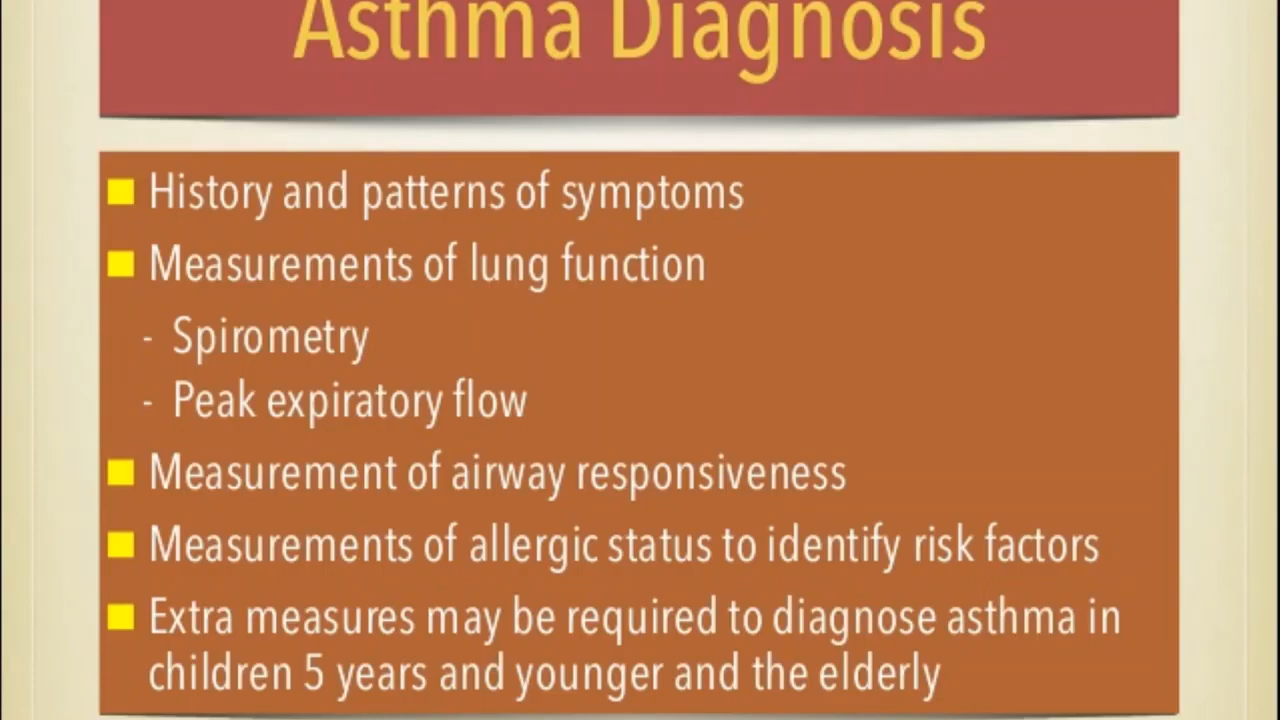 Asthma Diagnosis
History and patterns of symptoms
Measurements of lung function
- Spirometry
- Peak expiratory flow
Measurement of airway responsiveness
Measurements of allergic status to identify risk factors
Extra measures may be required to diagnose asthma in
children 5 years and younger and the elderly